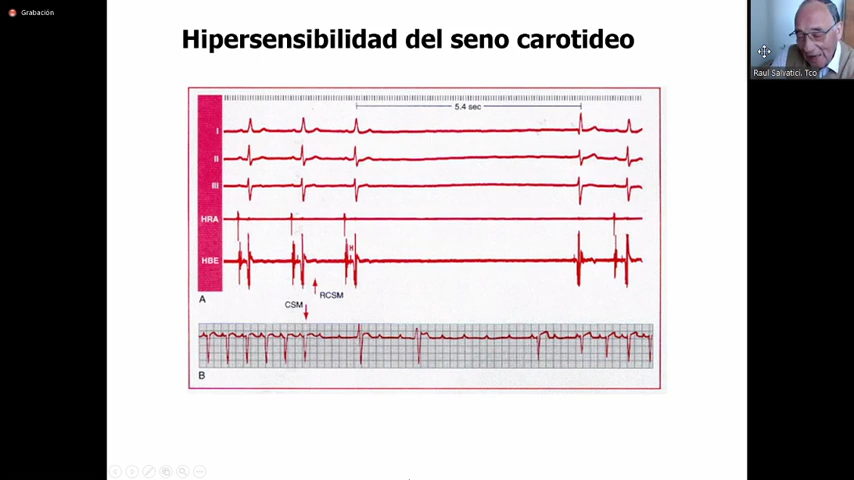 Grabación
Hipersensibilidad del seno carotideo
5.4 sec
I
II
III
HRA
HBE
H
A
RCSM
CSM
B
Raul Salvatici. Tco